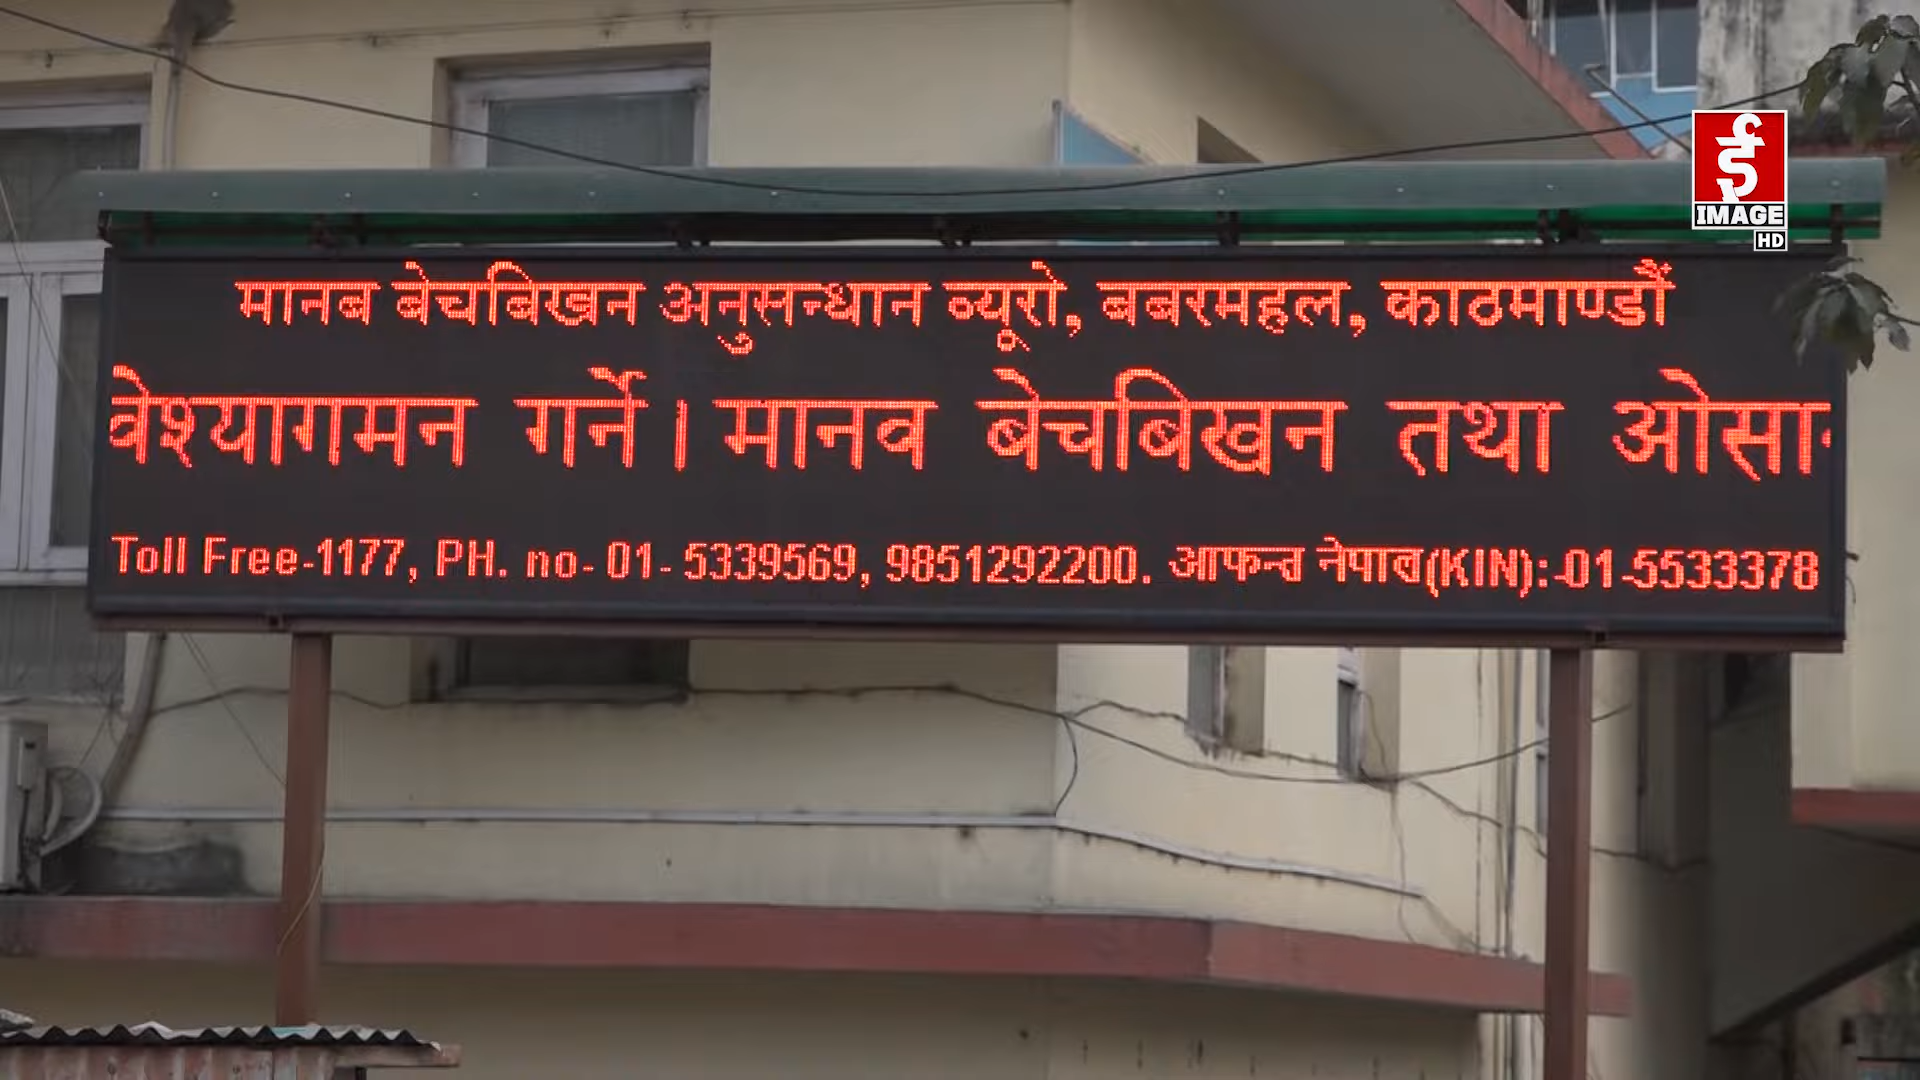 मानब बेचबिखन अनुसन्धान ब्यूरो, बबरमहल, काठमाण्डौं
वेश्यागमन गर्ने । मानव बेचबिखन तथा ओसा
Toll Free-1177, PH. no- 01- 5339569, 9851292200. आफन्त नेपाल(KIN):-01-5533378
IMAGE
HD